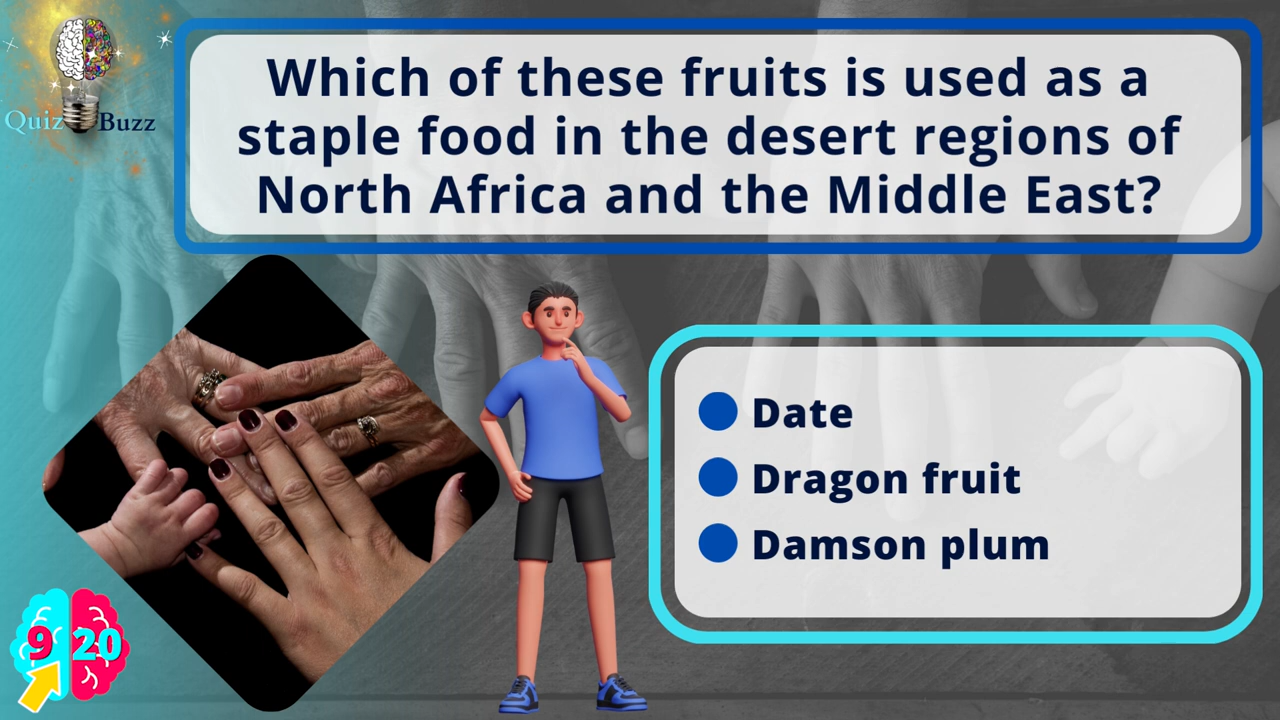 Quiz Buzz
Which of these fruits is used as a
staple food in the desert regions of
North Africa and the Middle East?
Date
Dragon fruit
Damson plum
9 20